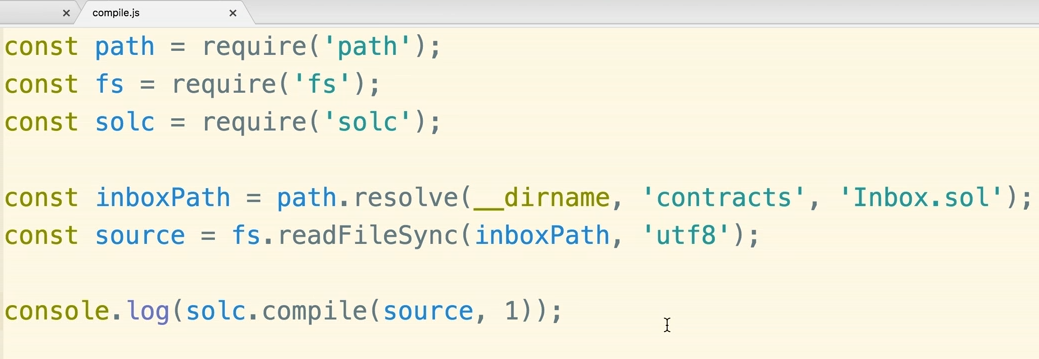 compile.js
const path = require('path');
const fs = require('fs');
const solc = require('solc');
const inboxPath = path.resolve(__dirname, 'contracts', 'Inbox.sol');
const source = fs.readFileSync(inboxPath, 'utf8');
console.log(solc.compile(source, 1));